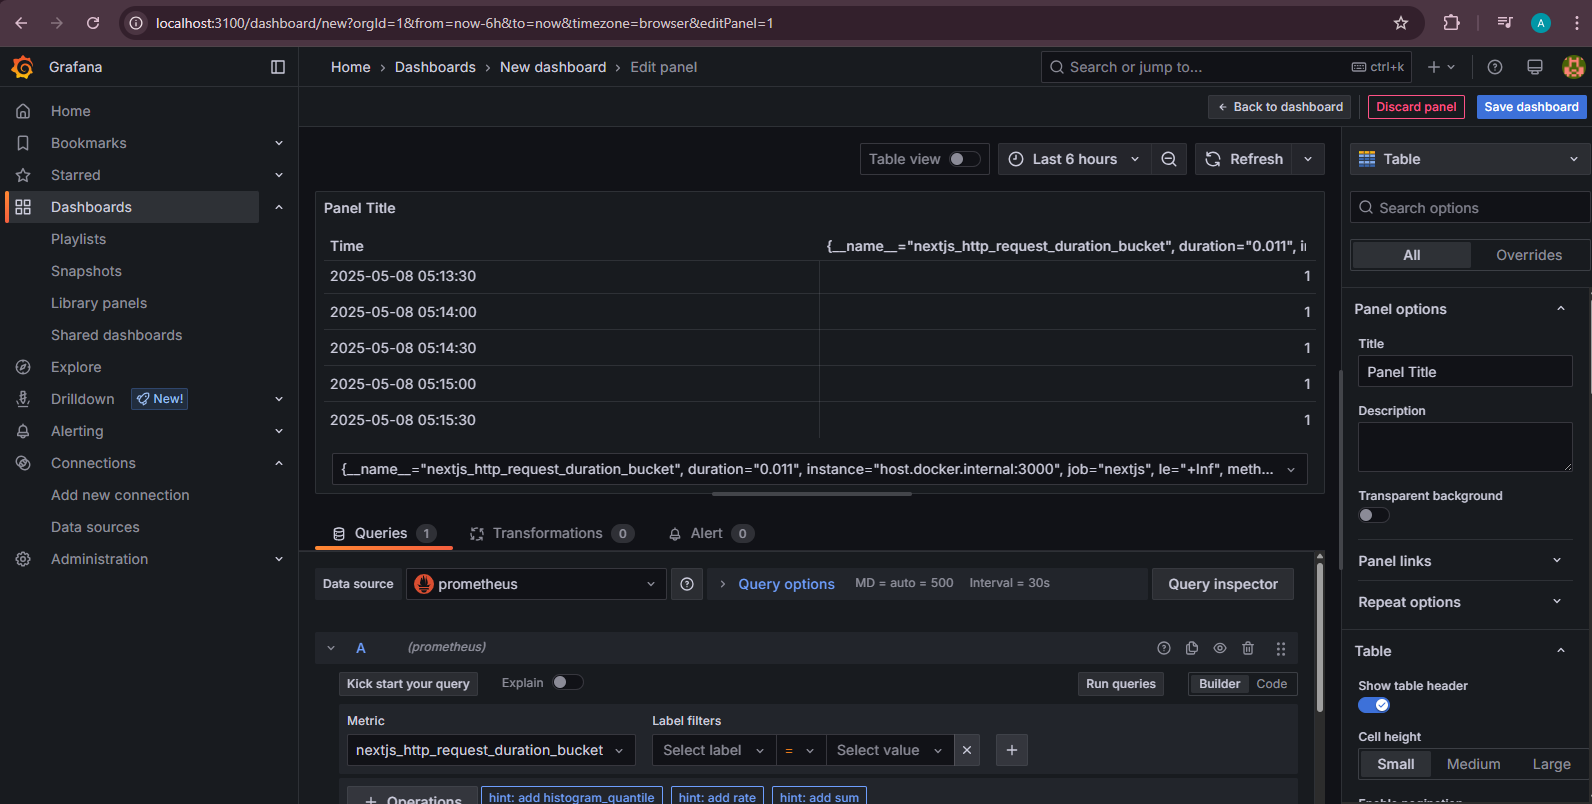 localhost:3100/dashboard/new?orgId=1&from=now-6h&to=now&timezone=browser&editPanel=1
A
Grafana
Home › Dashboards › New dashboard › Edit panel
Search or jump to... ctrl+k
Back to dashboard
Discard panel
Save dashboard
Home
Bookmarks
Starred
Dashboards
Playlists
Snapshots
Library panels
Shared dashboards
Explore
Drilldown New!
Alerting
Connections
Add new connection
Data sources
Administration
Table view
Last 6 hours
Refresh
Panel Title
Time {__name__="nextjs_http_request_duration_bucket", duration="0.011", i
2025-05-08 05:13:30 1
2025-05-08 05:14:00 1
2025-05-08 05:14:30 1
2025-05-08 05:15:00 1
2025-05-08 05:15:30 1
{__name__="nextjs_http_request_duration_bucket", duration="0.011", instance="host.docker.internal:3000", job="nextjs", le="+Inf", meth...
Queries 1 Transformations 0 Alert 0
Data source prometheus Query options MD = auto = 500 Interval = 30s Query inspector
A (prometheus)
Kick start your query Explain Run queries Builder Code
Metric Label filters
nextjs_http_request_duration_bucket Select label = Select value
+ Operations hint: add histogram_quantile hint: add rate hint: add sum
Table
Search options
All Overrides
Panel options
Title
Panel Title
Description
Transparent background
Panel links
Repeat options
Table
Show table header
Cell height
Small Medium Large
Enable pagination